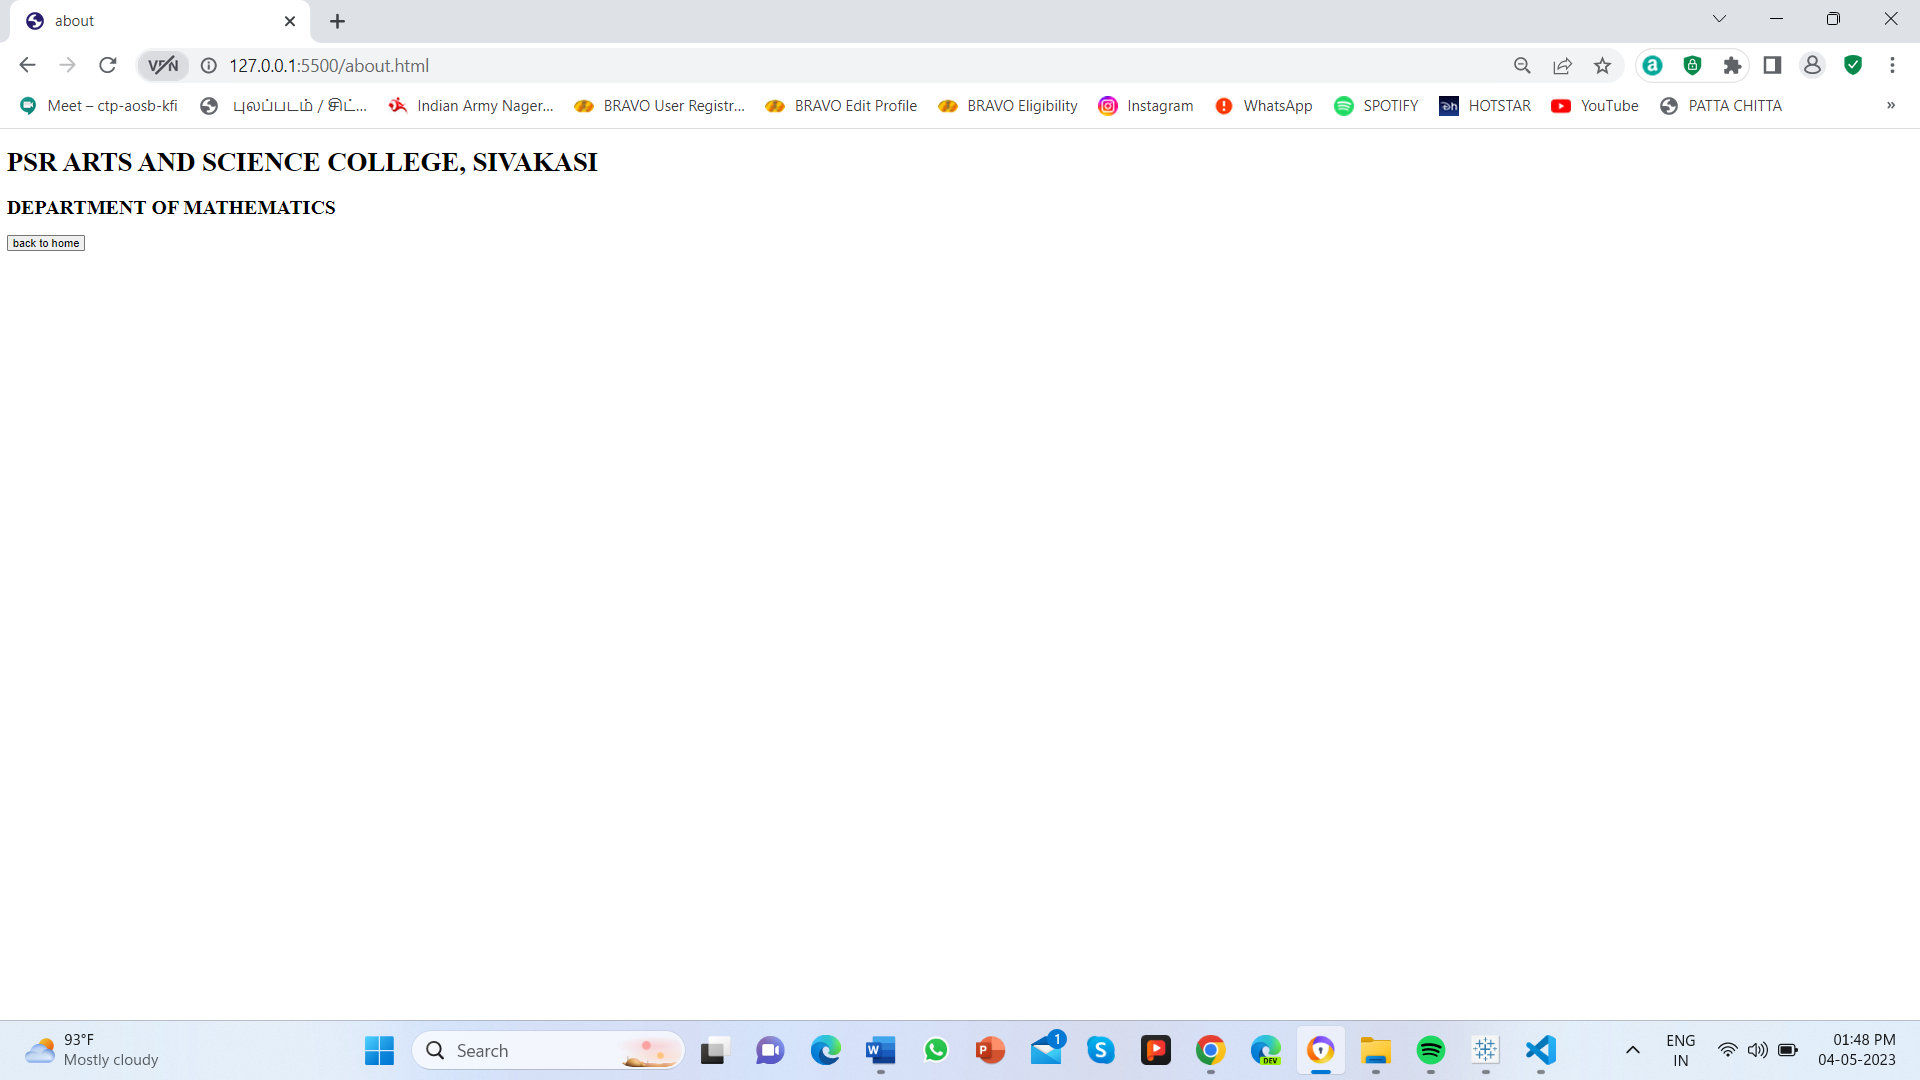 about
VPN
127.0.0.1:5500/about.html
Meet – ctp-aosb-kfi
புலப்படம் / சிட்...
Indian Army Nager...
BRAVO User Registr...
BRAVO Edit Profile
BRAVO Eligibility
Instagram
WhatsApp
SPOTIFY
HOTSTAR
YouTube
PATTA CHITTA
»
PSR ARTS AND SCIENCE COLLEGE, SIVAKASI
DEPARTMENT OF MATHEMATICS
back to home
93°F
Mostly cloudy
Search
1
DEV
ENG
IN
01:48 PM
04-05-2023